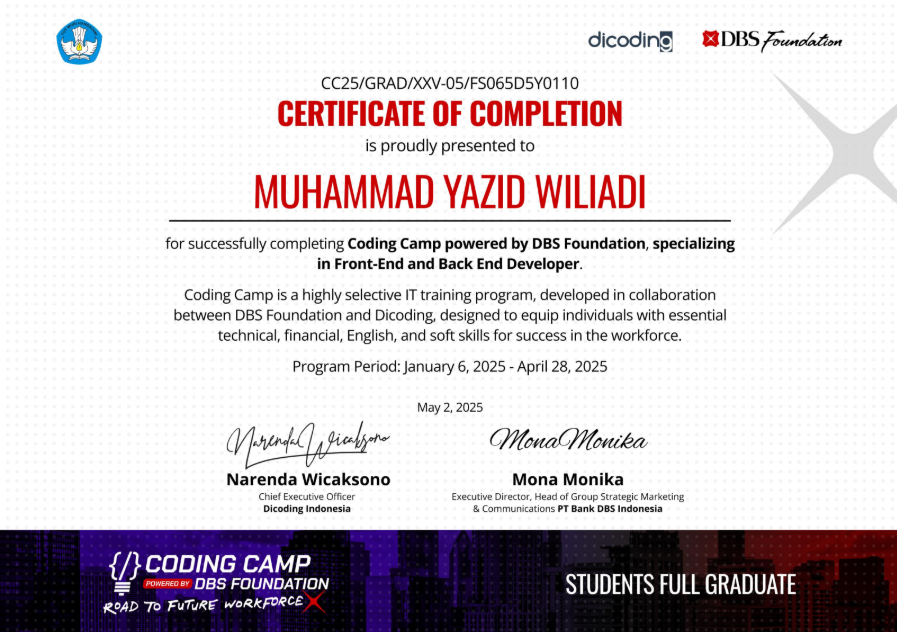 dicoding
DBS Foundation
CC25/GRAD/XXV-05/FS065D5Y0110
CERTIFICATE OF COMPLETION
is proudly presented to
MUHAMMAD YAZID WILIADI
for successfully completing Coding Camp powered by DBS Foundation, specializing
in Front-End and Back End Developer.
Coding Camp is a highly selective IT training program, developed in collaboration
between DBS Foundation and Dicoding, designed to equip individuals with essential
technical, financial, English, and soft skills for success in the workforce.
Program Period: January 6, 2025 - April 28, 2025
May 2, 2025
Narenda Wicaksono
MonaMonika
Narenda Wicaksono
Mona Monika
Chief Executive Officer
Dicoding Indonesia
Executive Director, Head of Group Strategic Marketing
& Communications PT Bank DBS Indonesia
{/} CODING CAMP
POWERED BY DBS FOUNDATION
ROAD TO FUTURE WORKFORCE
STUDENTS FULL GRADUATE